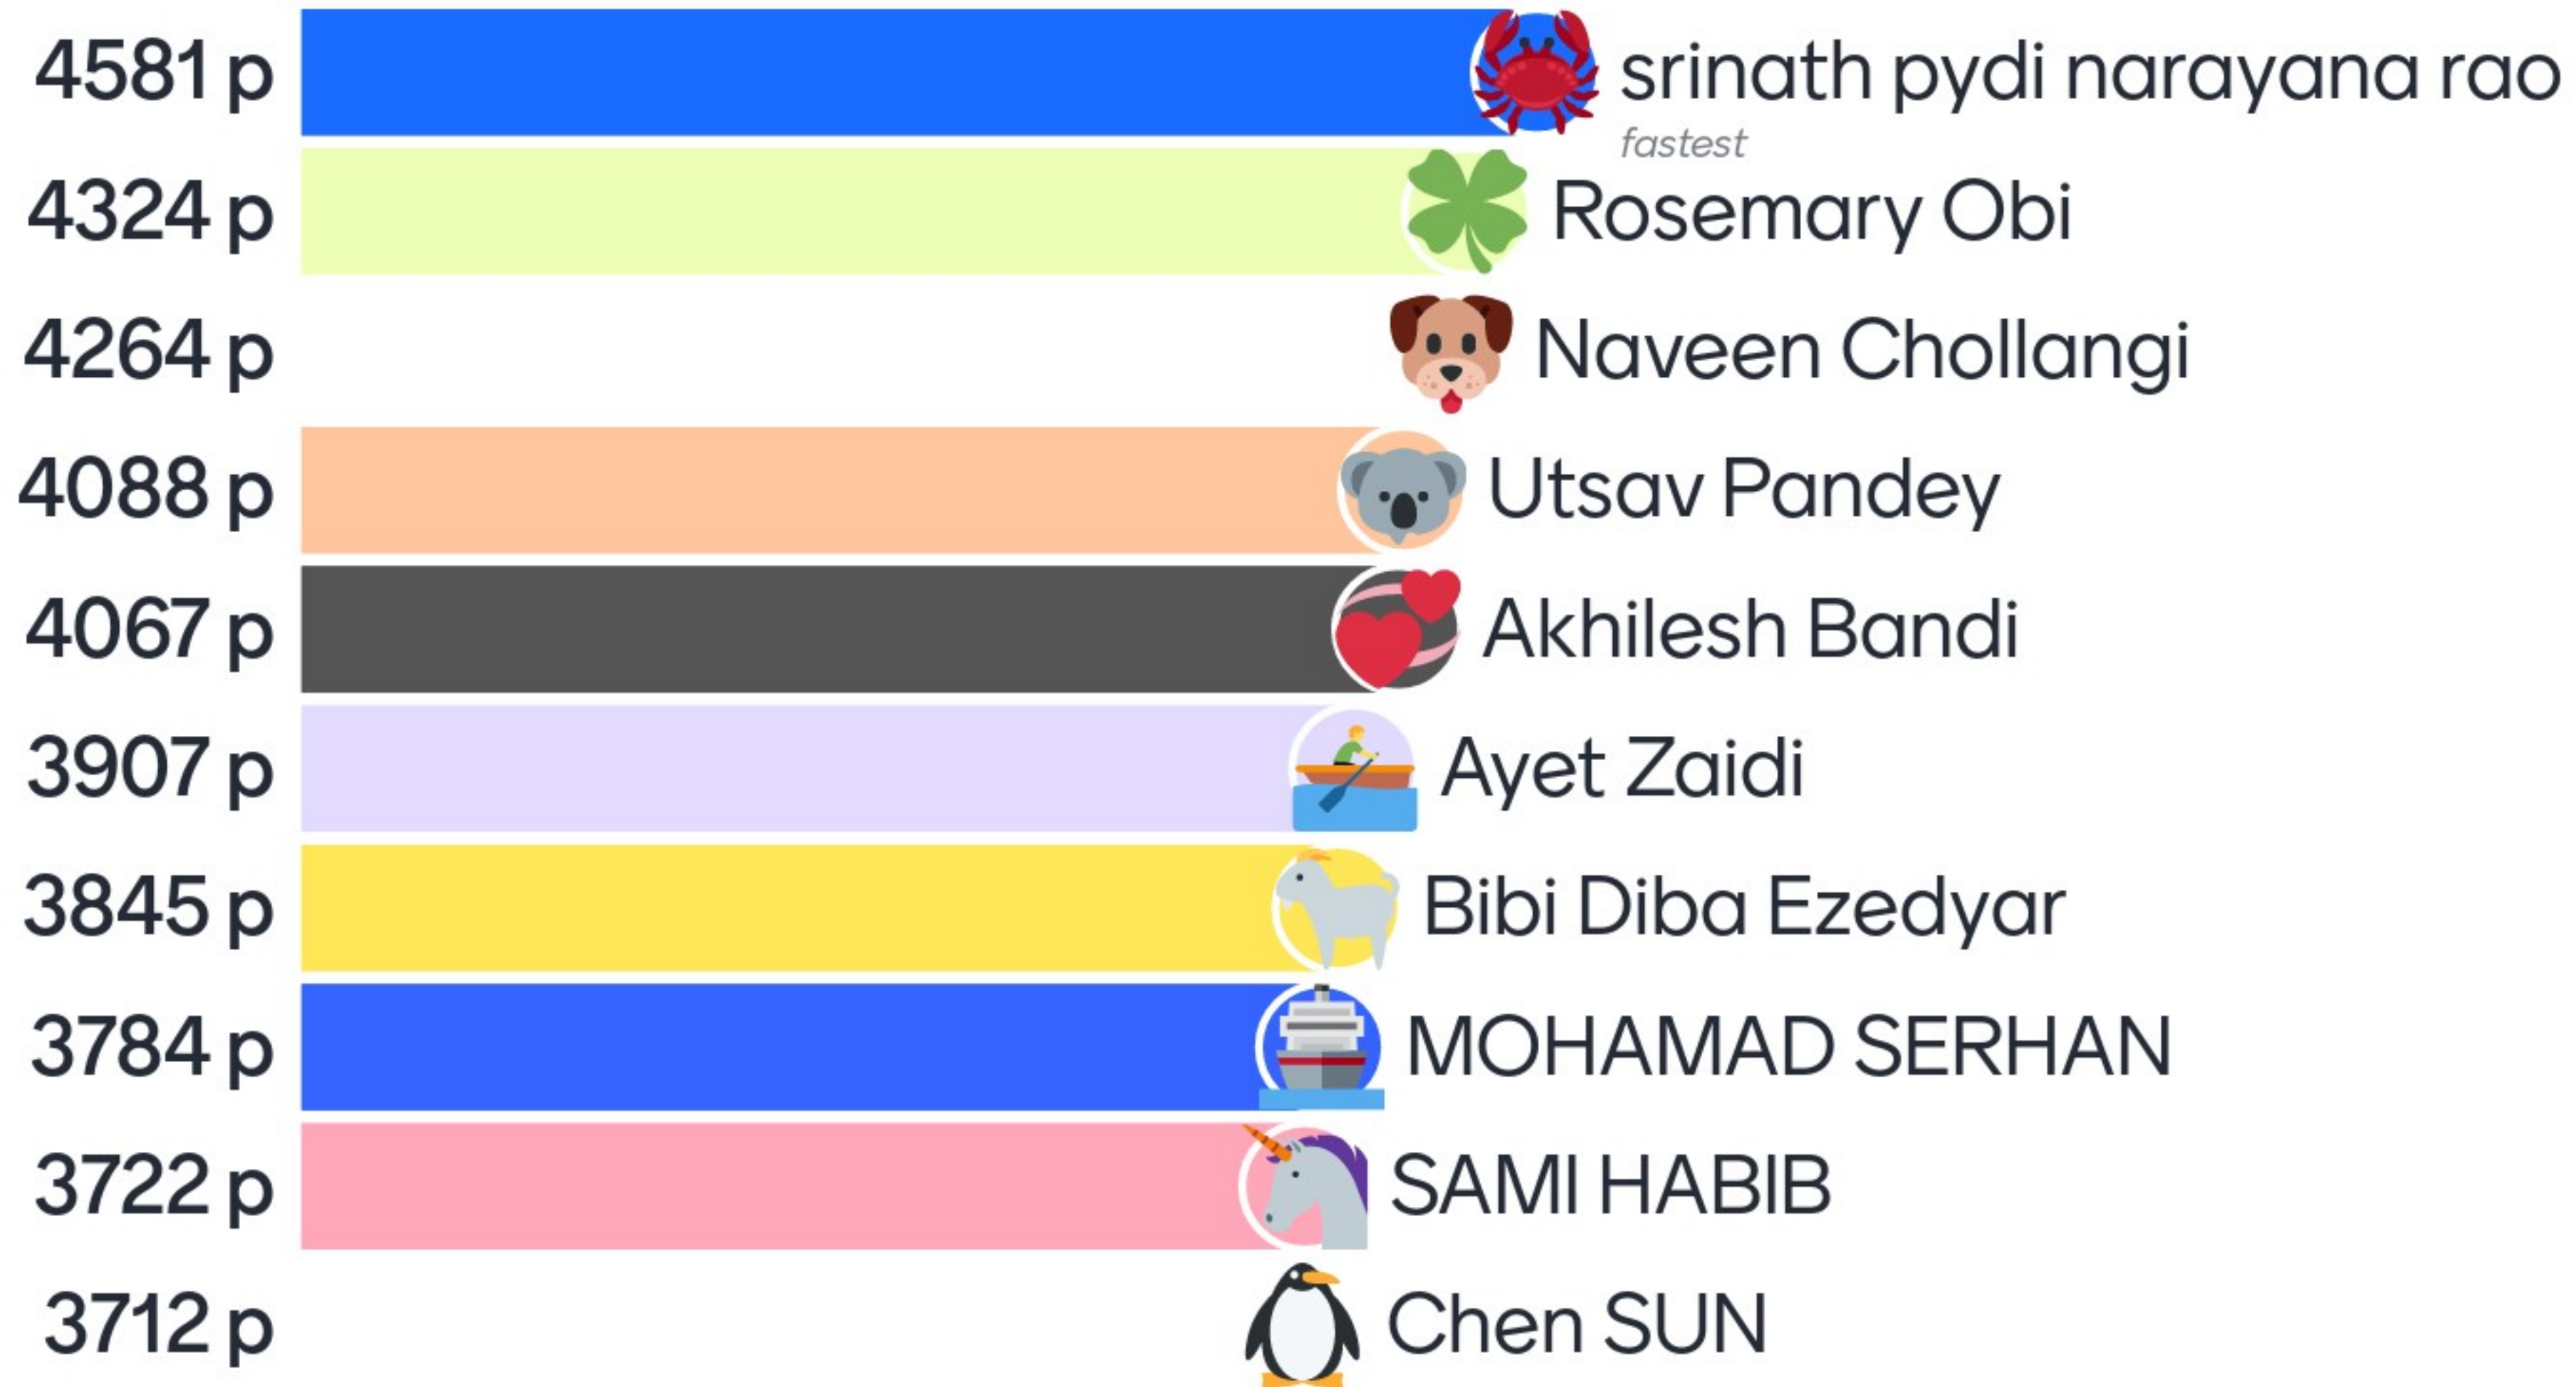 4581 p srinath pydi narayana rao
fastest
4324 p Rosemary Obi
4264 p Naveen Chollangi
4088 p Utsav Pandey
4067 p Akhilesh Bandi
3907 p Ayet Zaidi
3845 p Bibi Diba Ezedyar
3784 p MOHAMAD SERHAN
3722 p SAMI HABIB
3712 p Chen SUN